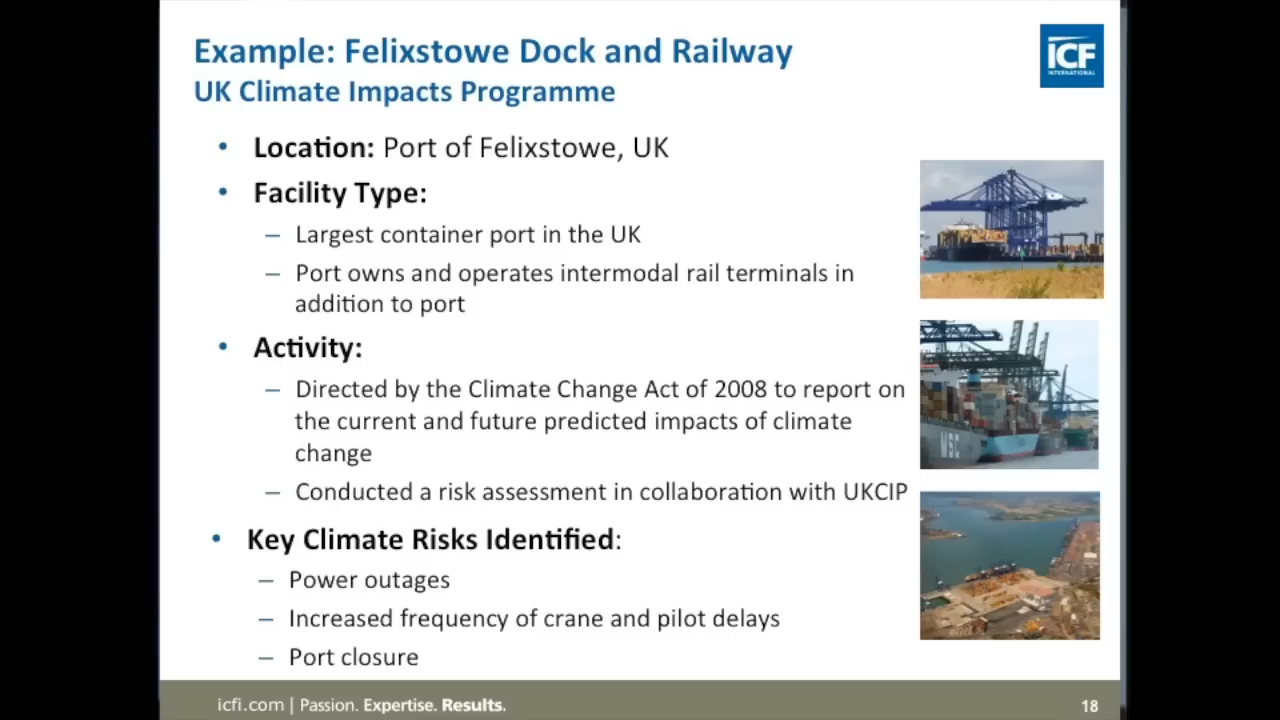 Example: Felixstowe Dock and Railway
UK Climate Impacts Programme
ICF
INTERNATIONAL
• Location: Port of Felixstowe, UK
• Facility Type:
– Largest container port in the UK
– Port owns and operates intermodal rail terminals in
addition to port
• Activity:
– Directed by the Climate Change Act of 2008 to report on
the current and future predicted impacts of climate
change
– Conducted a risk assessment in collaboration with UKCIP
MSC
• Key Climate Risks Identified:
– Power outages
– Increased frequency of crane and pilot delays
– Port closure
icfi.com | Passion. Expertise. Results.
18